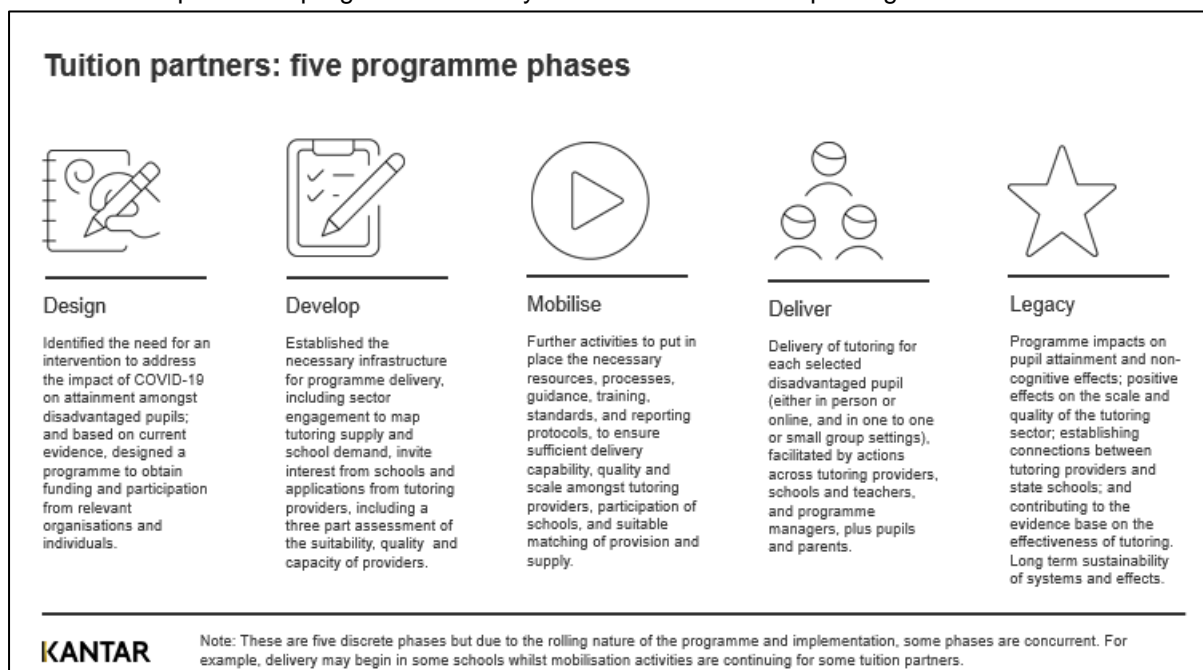 Tuition partners: five programme phases
Design
Identified the need for an
intervention to address
the impact of COVID-19
on attainment amongst
disadvantaged pupils;
and based on current
evidence, designed a
programme to obtain
funding and participation
from relevant
organisations and
individuals.
Develop
Established the
necessary infrastructure
for programme delivery,
including sector
engagement to map
tutoring supply and
school demand, invite
interest from schools and
applications from tutoring
providers, including a
three part assessment of
the suitability, quality and
capacity of providers.
Mobilise
Further activities to put in
place the necessary
resources, processes,
guidance, training,
standards, and reporting
protocols, to ensure
sufficient delivery
capability, quality and
scale amongst tutoring
providers, participation of
schools, and suitable
matching of provision and
supply.
Deliver
Delivery of tutoring for
each selected
disadvantaged pupil
(either in person or
online, and in one to one
or small group settings),
facilitated by actions
across tutoring providers,
schools and teachers,
and programme
managers, plus pupils
and parents.
Legacy
Programme impacts on
pupil attainment and non-
cognitive effects; positive
effects on the scale and
quality of the tutoring
sector; establishing
connections between
tutoring providers and
state schools; and
contributing to the
evidence base on the
effectiveness of tutoring.
Long term sustainability
of systems and effects.
KANTAR
Note: These are five discrete phases but due to the rolling nature of the programme and implementation, some phases are concurrent. For
example, delivery may begin in some schools whilst mobilisation activities are continuing for some tuition partners.